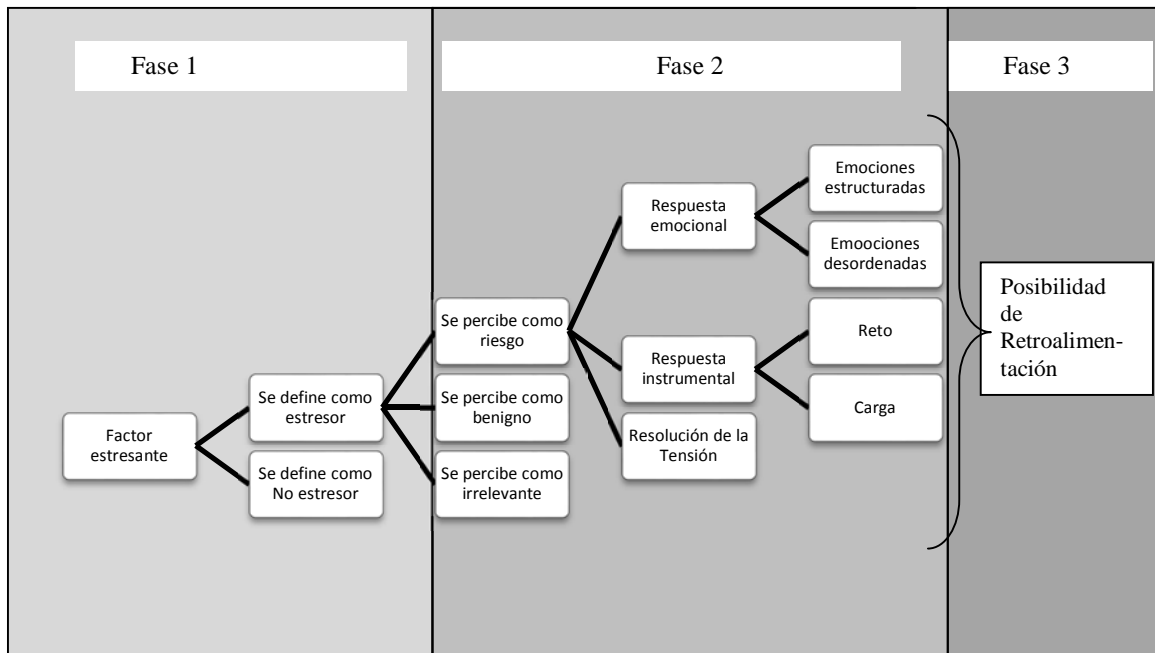 Fase 1
Fase 2
Fase 3
Factor
estresante
Se define como
estresor
Se define como
No estresor
Se percibe como
riesgo
Se percibe como
benigno
Se percibe como
irrelevante
Respuesta
emocional
Respuesta
instrumental
Resolución de la
Tensión
Emociones
estructuradas
Emoociones
desordenadas
Reto
Carga
Posibilidad
de
Retroalimen-
tación